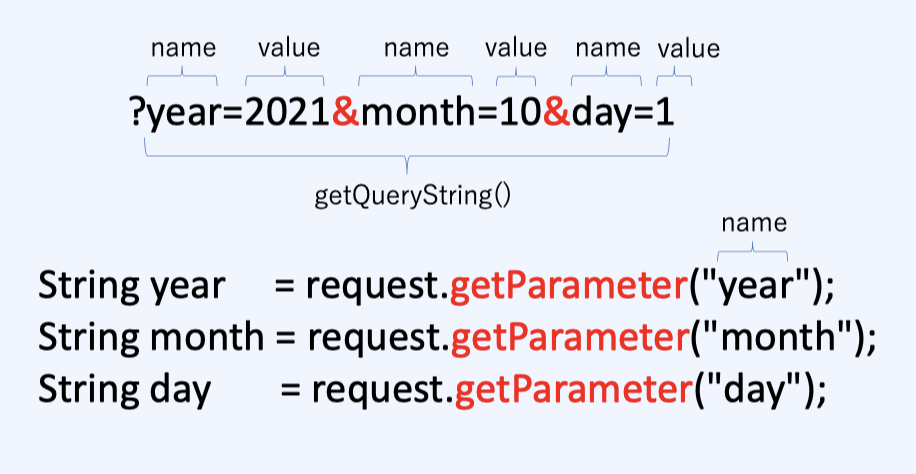 name value name value name value
?year=2021&month=10&day=1
getQueryString()
name
String year = request.getParameter("year");
String month = request.getParameter("month");
String day = request.getParameter("day");